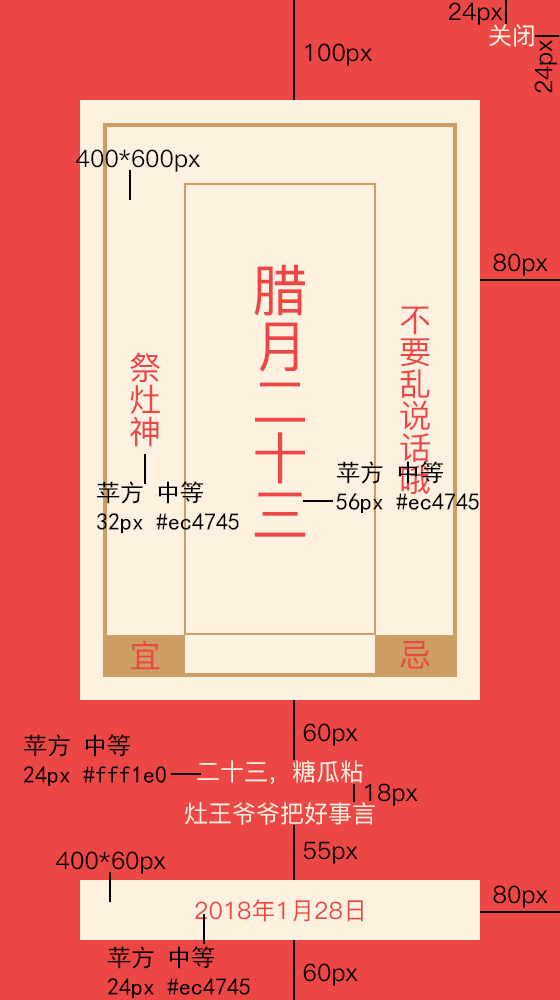 24px
关闭
24px
100px
400*600px
80px
腊月二十三
不要乱说话哦
祭灶神
苹方 中等
56px #ec4745
苹方 中等
32px #ec4745
宜
忌
60px
苹方 中等
24px #fff1e0
二十三，糖瓜粘
18px
灶王爷爷把好事言
55px
400*60px
80px
2018年1月28日
苹方 中等
24px #ec4745
60px